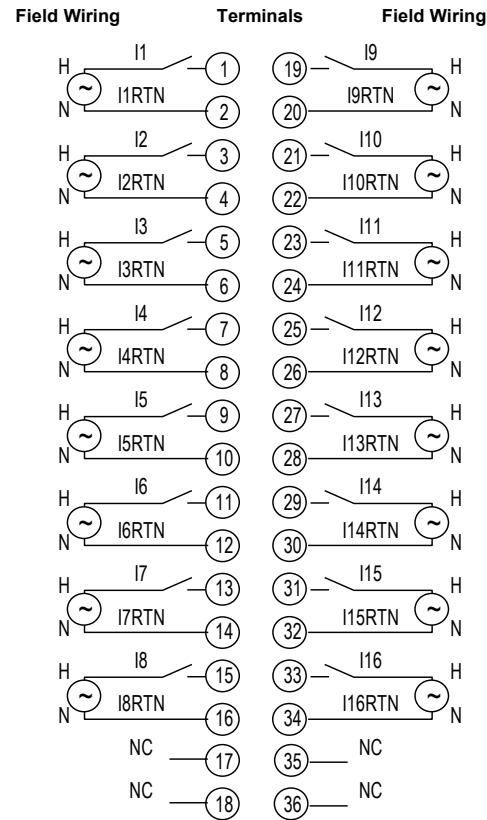 Field Wiring Terminals Field Wiring
I1 I9
H 1 19 H
~ I1RTN I9RTN ~
N 2 20 N
I2 I10
H 3 21 H
~ I2RTN I10RTN ~
N 4 22 N
I3 I11
H 5 23 H
~ I3RTN I11RTN ~
N 6 24 N
I4 I12
H 7 25 H
~ I4RTN I12RTN ~
N 8 26 N
I5 I13
H 9 27 H
~ I5RTN I13RTN ~
N 10 28 N
I6 I14
H 11 29 H
~ I6RTN I14RTN ~
N 12 30 N
I7 I15
H 13 31 H
~ I7RTN I15RTN ~
N 14 32 N
I8 I16
H 15 33 H
~ I8RTN I16RTN ~
N 16 34 N
NC 17 35 NC
NC 18 36 NC